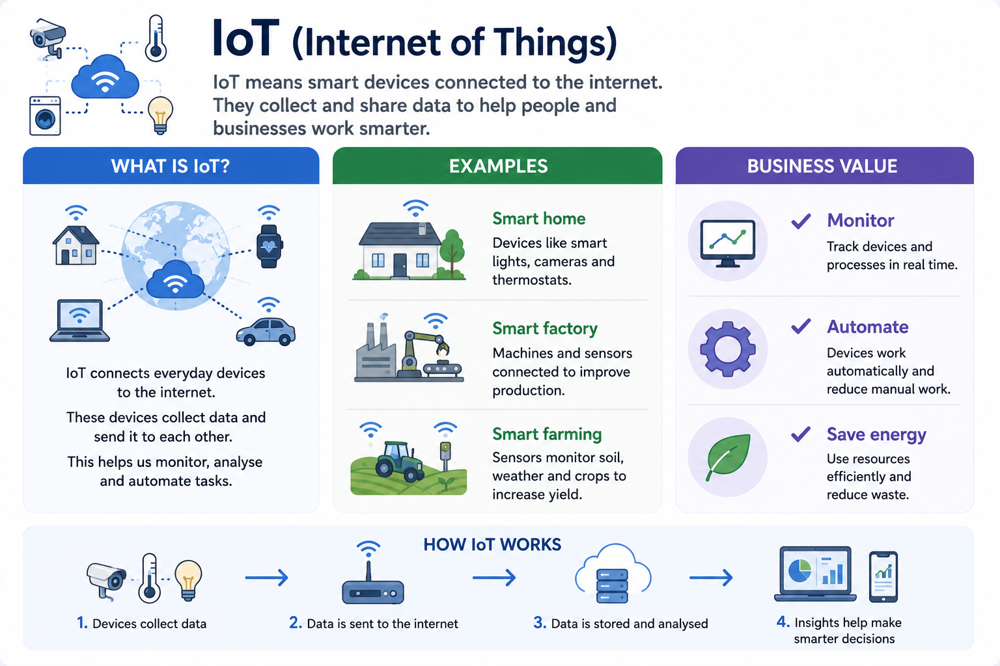 IoT (Internet of Things)
IoT means smart devices connected to the internet.
They collect and share data to help people and
businesses work smarter.
WHAT IS IoT?
IoT connects everyday devices
to the internet.
These devices collect data and
send it to each other.
This helps us monitor, analyse
and automate tasks.
EXAMPLES
Smart home
Devices like smart
lights, cameras and
thermostats.
Smart factory
Machines and sensors
connected to improve
production.
Smart farming
Sensors monitor soil,
weather and crops to
increase yield.
BUSINESS VALUE
Monitor
Track devices and
processes in real time.
Automate
Devices work
automatically and
reduce manual work.
Save energy
Use resources
efficiently and
reduce waste.
HOW IoT WORKS
1. Devices collect data
2. Data is sent to the internet
3. Data is stored and analysed
4. Insights help make
smarter decisions